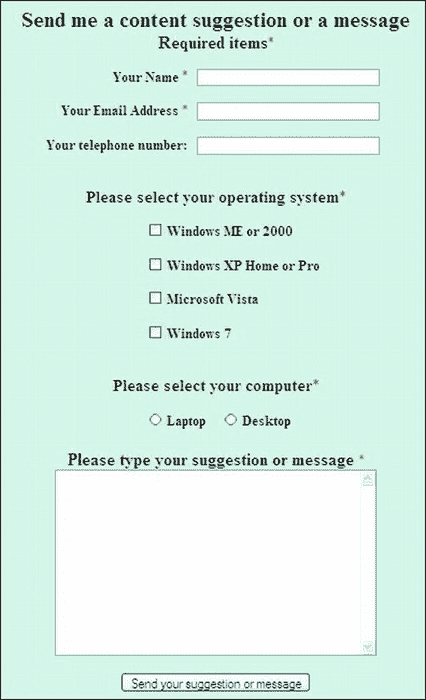 Send me a content suggestion or a message
Required items*
Your Name *
Your Email Address *
Your telephone number:
Please select your operating system*
Windows ME or 2000
Windows XP Home or Pro
Microsoft Vista
Windows 7
Please select your computer*
Laptop Desktop
Please type your suggestion or message *
Send your suggestion or message